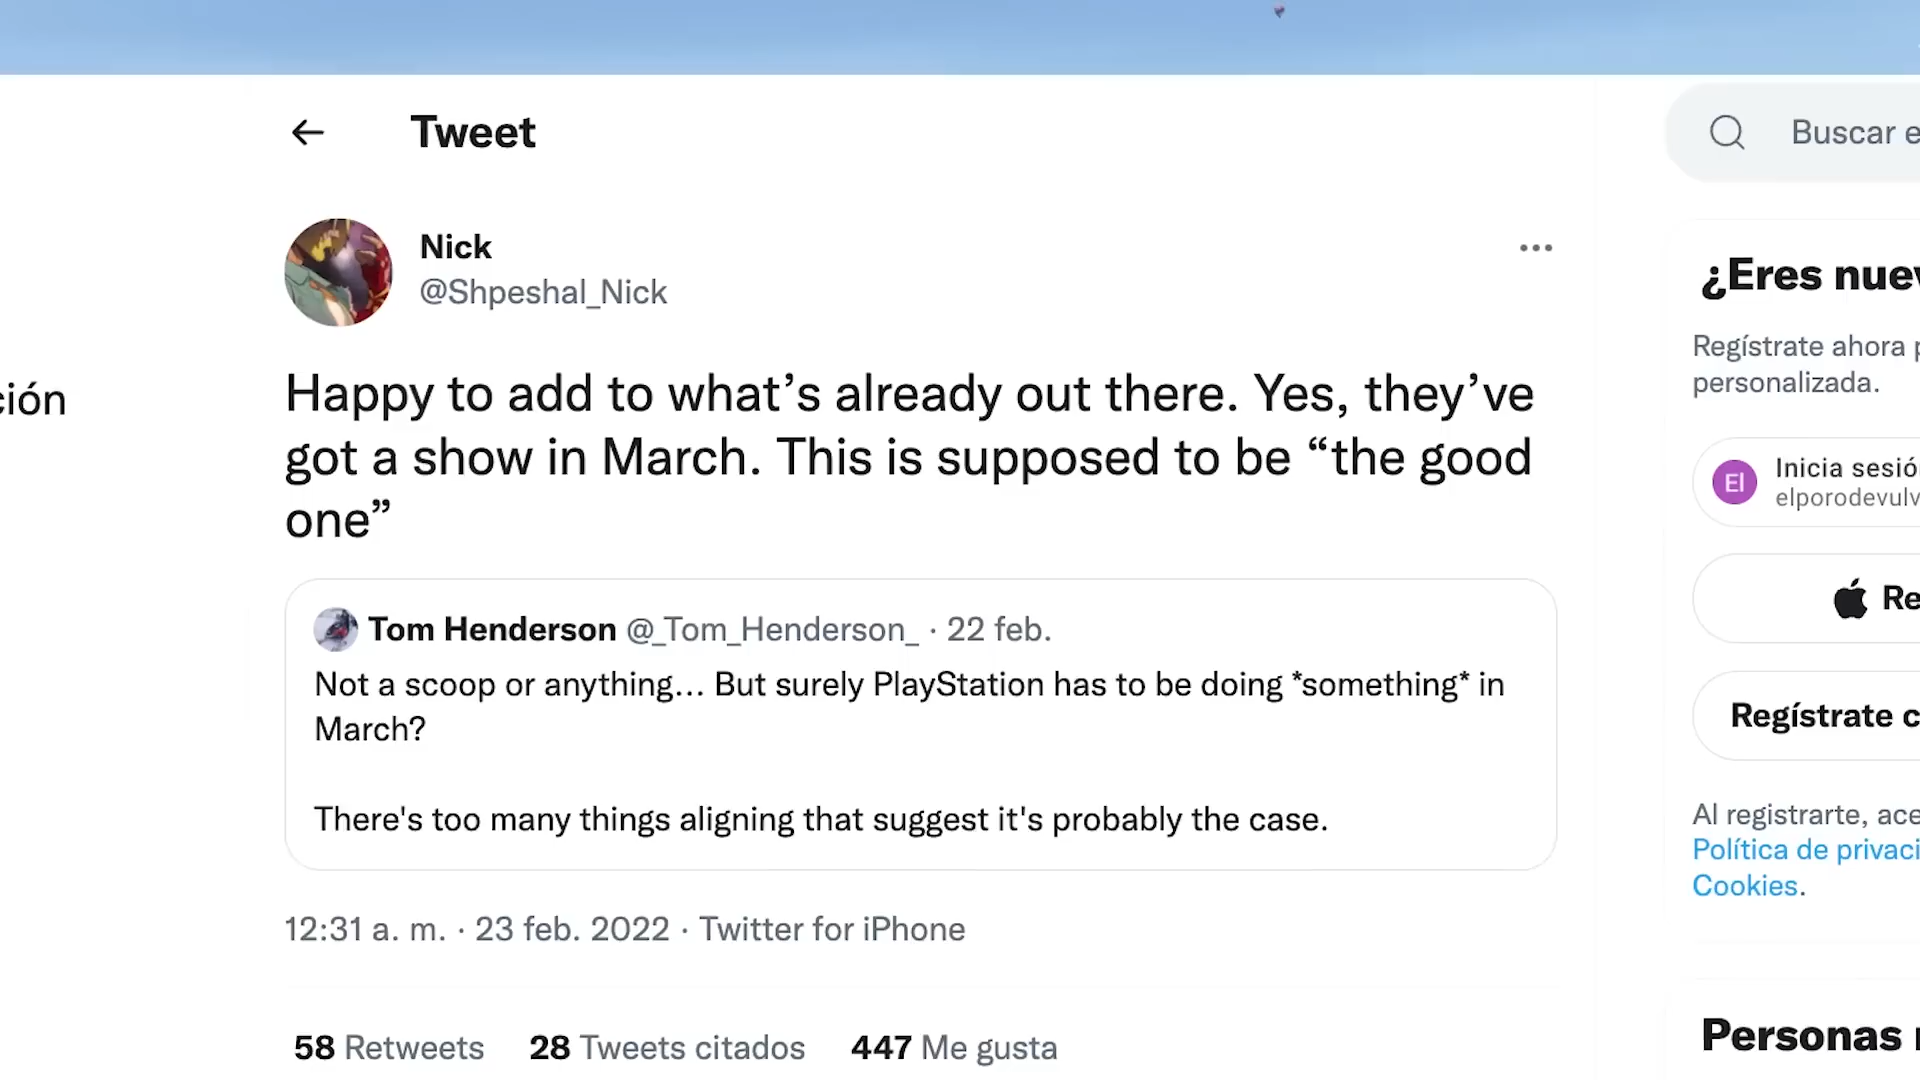 Tweet
Nick
@Shpeshal_Nick
Happy to add to what’s already out there. Yes, they’ve
got a show in March. This is supposed to be “the good
one”
Tom Henderson @_Tom_Henderson_ · 22 feb.
Not a scoop or anything... But surely PlayStation has to be doing *something* in
March?
There's too many things aligning that suggest it's probably the case.
12:31 a. m. · 23 feb. 2022 · Twitter for iPhone
58 Retweets 28 Tweets citados 447 Me gusta
ción
Buscar e
¿Eres nuev
Regístrate ahora p
personalizada.
El
Inicia sesió
elporodevulv
Re
Regístrate c
Al registrarte, ace
Política de privaci
Cookies.
Personas